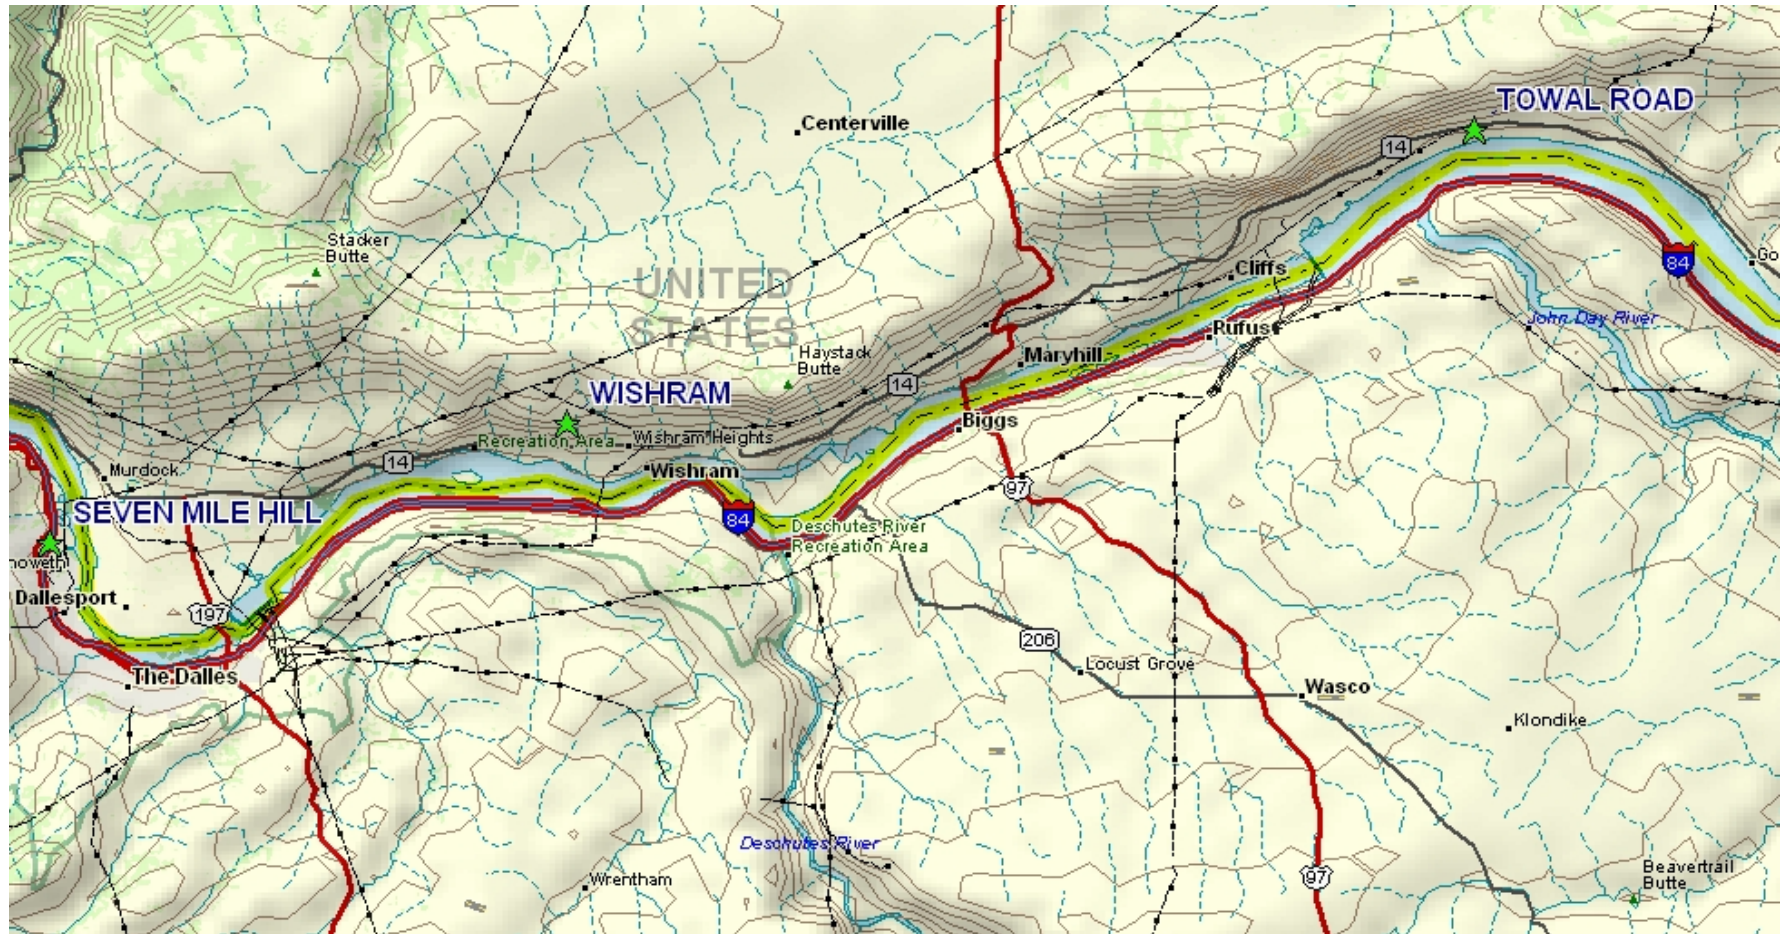 TOWAL ROAD
Centerville
14
Stacker
Butte
UNITED
STATES
Cliffs
84
John Day River
Rufus
Haystack
Butte
Maryhill
14
WISHRAM
Biggs
Recreation Area
Wishram Heights
14
Murdock
Wishram
97
SEVEN MILE HILL
84
Deschutes River
Recreation Area
Dallesport
197
206
Locust Grove
The Dalles
Wasco
Klondike
Deschutes River
Wrentham
97
Beavertrail
Butte